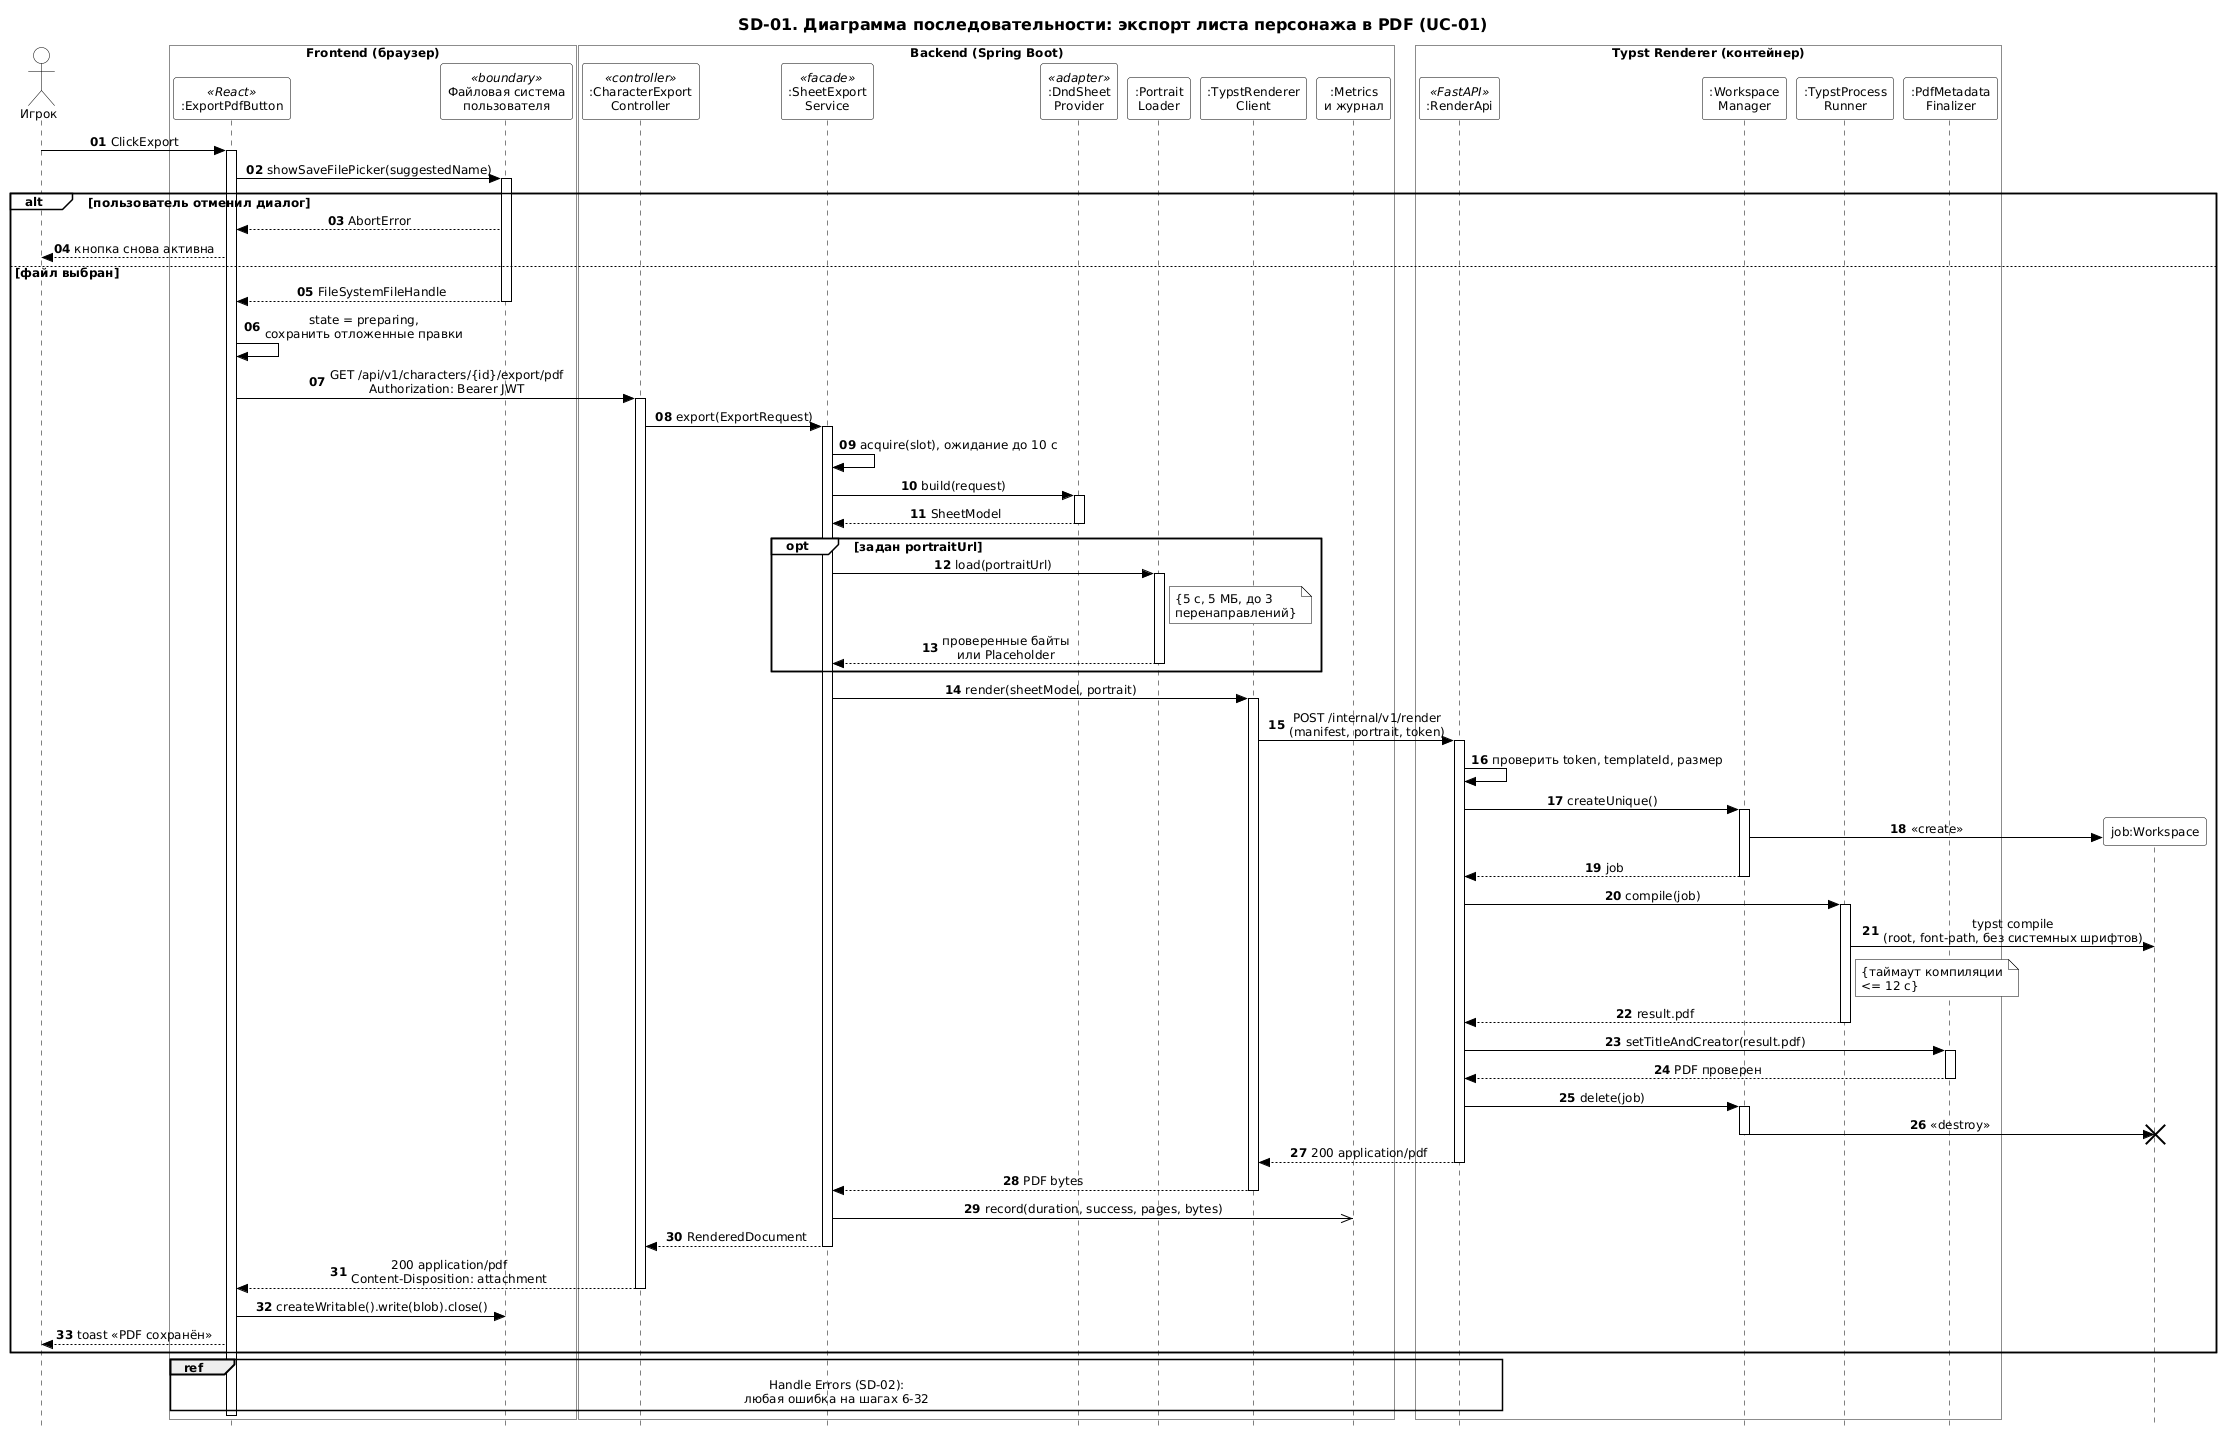 SD-01. Диаграмма последовательности: экспорт листа персонажа в PDF (UC-01)
Frontend (браузер)
Backend (Spring Boot)
Typst Renderer (контейнер)
Игрок
«React»
:ExportPdfButton
«boundary»
Файловая система
пользователя
«controller»
:CharacterExport
Controller
«facade»
:SheetExport
Service
«adapter»
:DndSheet
Provider
:Portrait
Loader
:TypstRenderer
Client
:Metrics
и журнал
«FastAPI»
:RenderApi
:Workspace
Manager
:TypstProcess
Runner
:PdfMetadata
Finalizer
01 ClickExport
02 showSaveFilePicker(suggestedName)
alt [пользователь отменил диалог]
03 AbortError
04 кнопка снова активна
[файл выбран]
05 FileSystemFileHandle
06 state = preparing,
сохранить отложенные правки
07 GET /api/v1/characters/{id}/export/pdf
Authorization: Bearer JWT
08 export(ExportRequest)
09 acquire(slot), ожидание до 10 с
10 build(request)
11 SheetModel
opt [задан portraitUrl]
12 load(portraitUrl)
{5 с, 5 МБ, до 3
перенаправлений}
13 проверенные байты
или Placeholder
14 render(sheetModel, portrait)
15 POST /internal/v1/render
(manifest, portrait, token)
16 проверить token, templateId, размер
17 createUnique()
18 «create»
job:Workspace
19 job
20 compile(job)
21 typst compile
(root, font-path, без системных шрифтов)
{таймаут компиляции
<= 12 с}
22 result.pdf
23 setTitleAndCreator(result.pdf)
24 PDF проверен
25 delete(job)
26 «destroy»
27 200 application/pdf
28 PDF bytes
29 record(duration, success, pages, bytes)
30 RenderedDocument
31 200 application/pdf
Content-Disposition: attachment
32 createWritable().write(blob).close()
33 toast «PDF сохранён»
ref
Handle Errors (SD-02):
любая ошибка на шагах 6-32